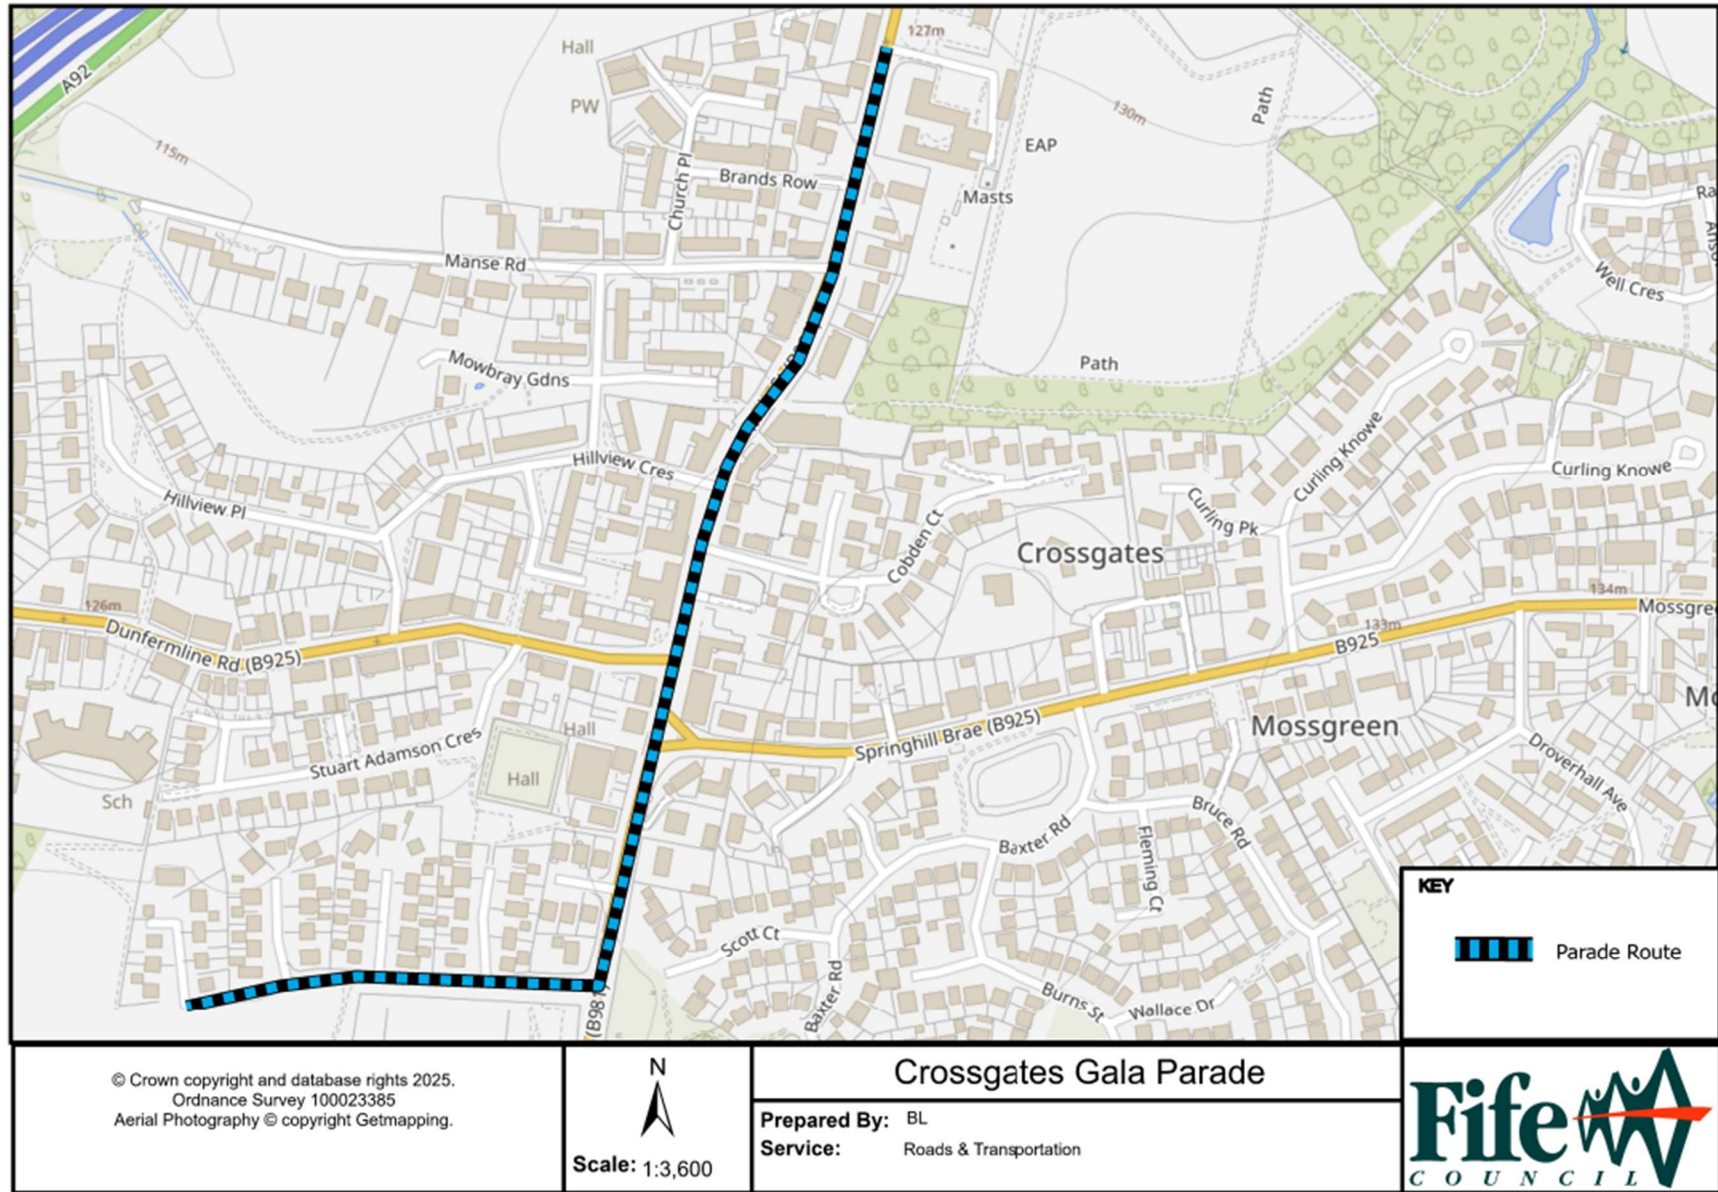 Hall
127m
A92
PW
130m
Path
EAP
115m
Brands Row
Church Pl
Masts
Manse Rd
Well Cres
Path
Mowbray Gdns
Hillview Cres
Curling Knowe
Curling Knowe
Hillview Pl
Curling Pk
Cobden Ct
Crossgates
126m
134m
Dunfermline Rd (B925)
133m
B925
Springhill Brae (B925)
Mossgreen
Hall
Stuart Adamson Cres
Hall
Sch
Droverhall Ave
Bruce Rd
Baxter Rd
Fleming Ct
Scott Ct
Baxter Rd
Burns St
Wallace Dr
(B981)
KEY
Parade Route
© Crown copyright and database rights 2025.
Ordnance Survey 100023385
Aerial Photography © copyright Getmapping.
N
Scale: 1:3,600
Crossgates Gala Parade
Prepared By: BL
Service: Roads & Transportation
Fife
COUNCIL